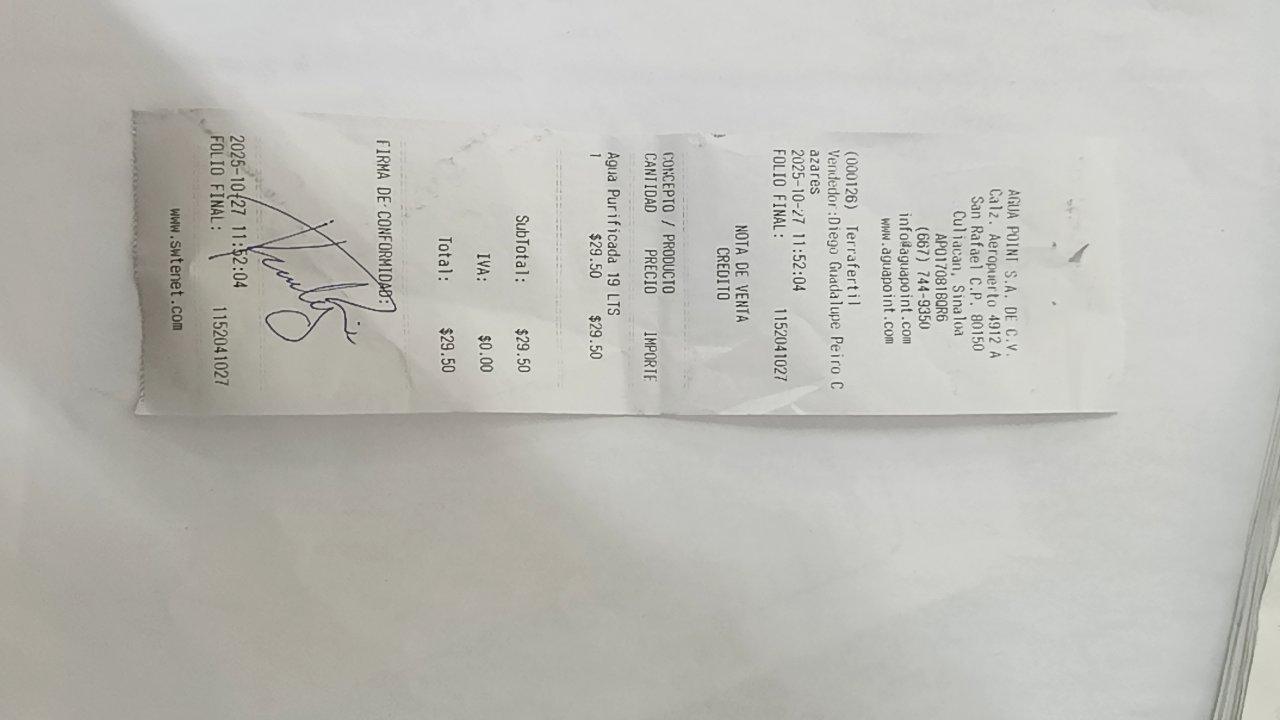 AGUA POINT S.A. DE C.V.
Calz. Aeropuerto 4912 A
San Rafael C.P. 80150
Culiacan, Sinaloa
APO170818QR6
(667) 744-9350
info@aguapoint.com
www.aguapoint.com
(000126) Terrafertil
Vendedor:Diego Guadalupe Peiro C
azares
2025-10-27 11:52:04
FOLIO FINAL: 1152041027
NOTA DE VENTA
CREDITO
CONCEPTO / PRODUCTO
CANTIDAD PRECIO IMPORTE
Agua Purificada 19 LTS
1 $29.50 $29.50
SubTotal: $29.50
IVA: $0.00
Total: $29.50
FIRMA DE CONFORMIDAD:
2025-10-27 11:52:04
FOLIO FINAL: 1152041027
www.swtenet.com